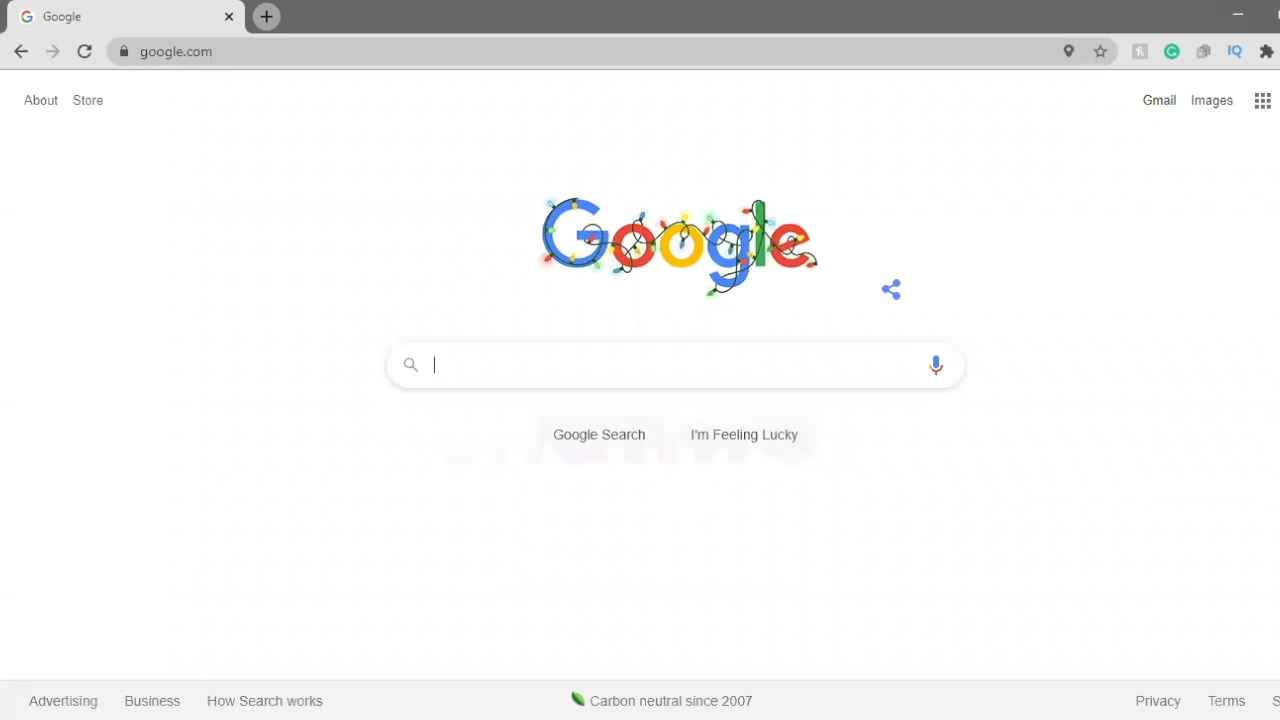 Google
google.com
IQ
About Store
Gmail Images
Google
Google Search I'm Feeling Lucky
Advertising Business How Search works
Carbon neutral since 2007
Privacy Terms